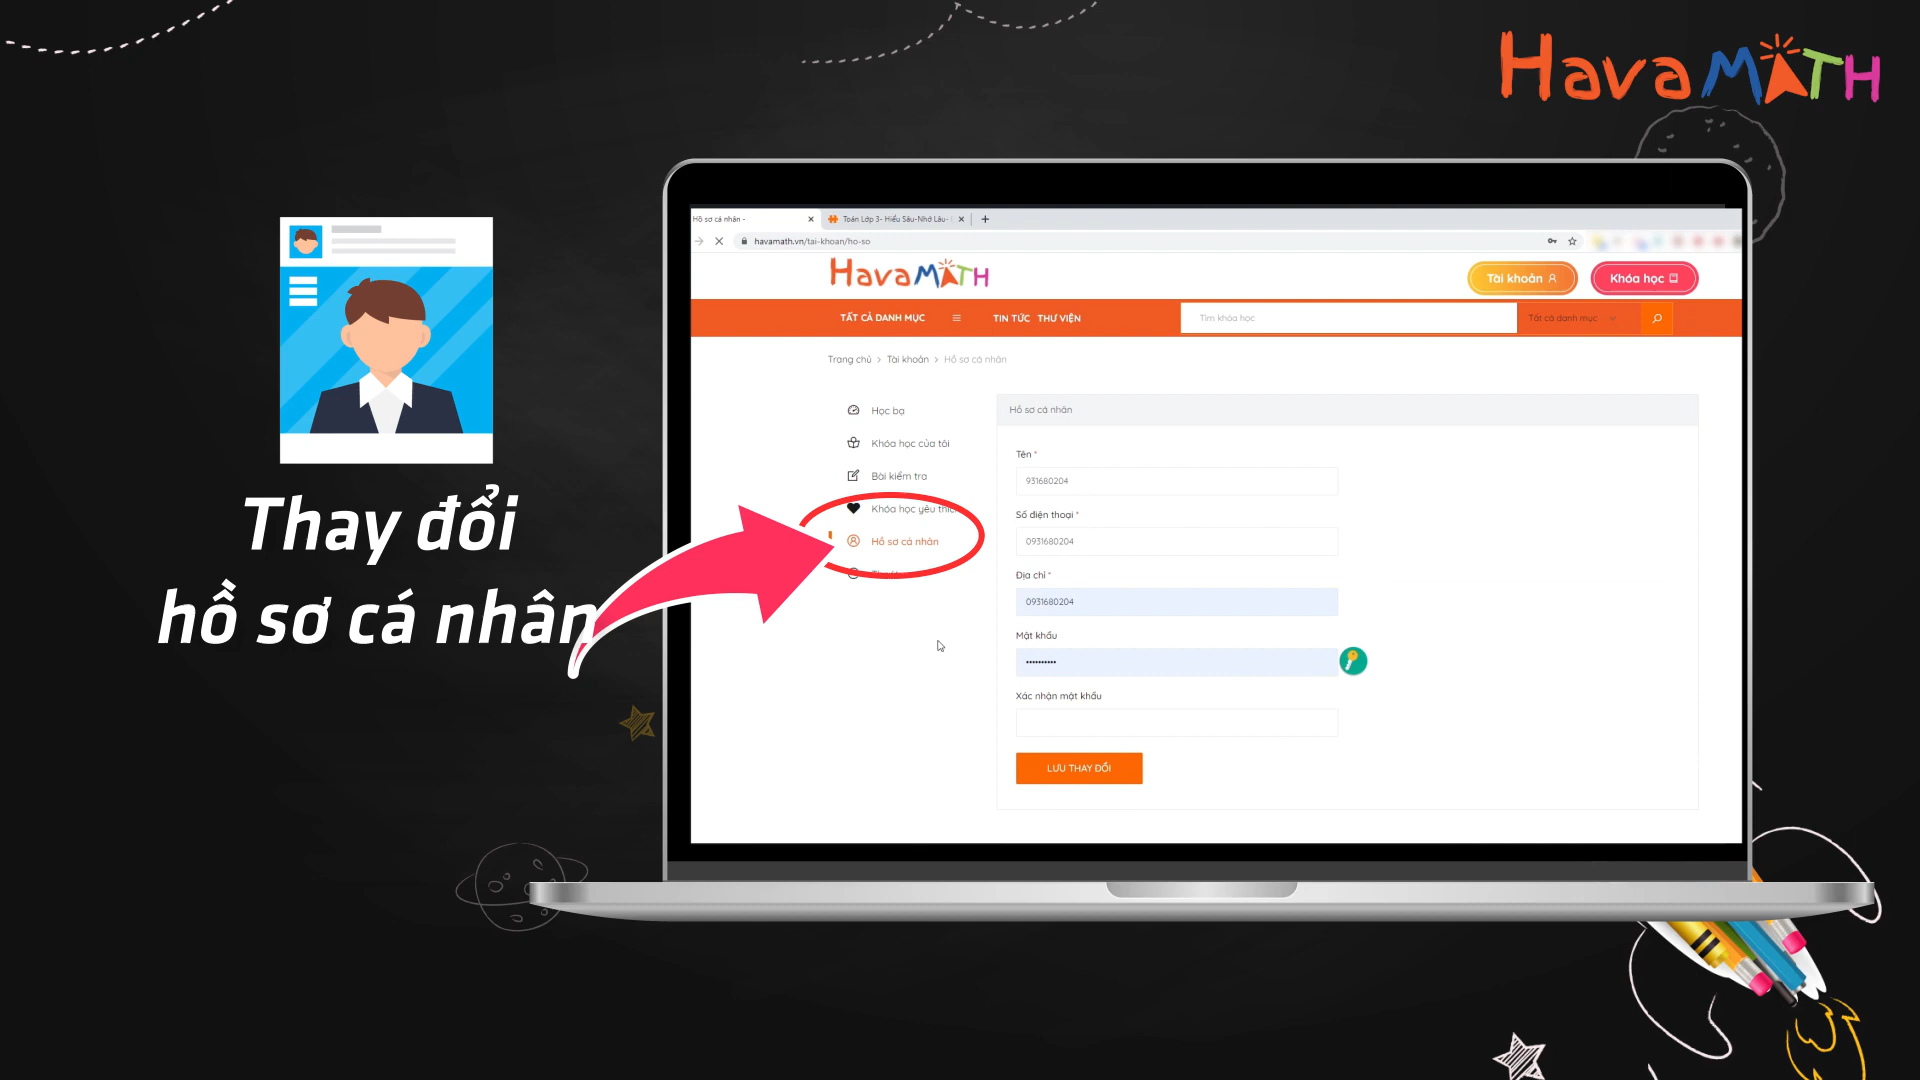 HavaMATH
Thay đổi
hồ sơ cá nhân
Hồ sơ cá nhân -
Toán Lớp 3- Hiểu Sâu-Nhớ Lâu-
havamath.vn/tai-khoan/ho-so
HavaMATH
Tài khoản
Khóa học
TẤT CẢ DANH MỤC
TIN TỨC THƯ VIỆN
Tìm khóa học
Tất cả danh mục
Trang chủ > Tài khoản > Hồ sơ cá nhân
Học bạ
Khóa học của tôi
Bài kiểm tra
Khóa học yêu thích
Hồ sơ cá nhân
Hồ sơ cá nhân
Tên *
931680204
Số điện thoại *
0931680204
Địa chỉ *
0931680204
Mật khẩu
••••••••••
Xác nhận mật khẩu
LƯU THAY ĐỔI